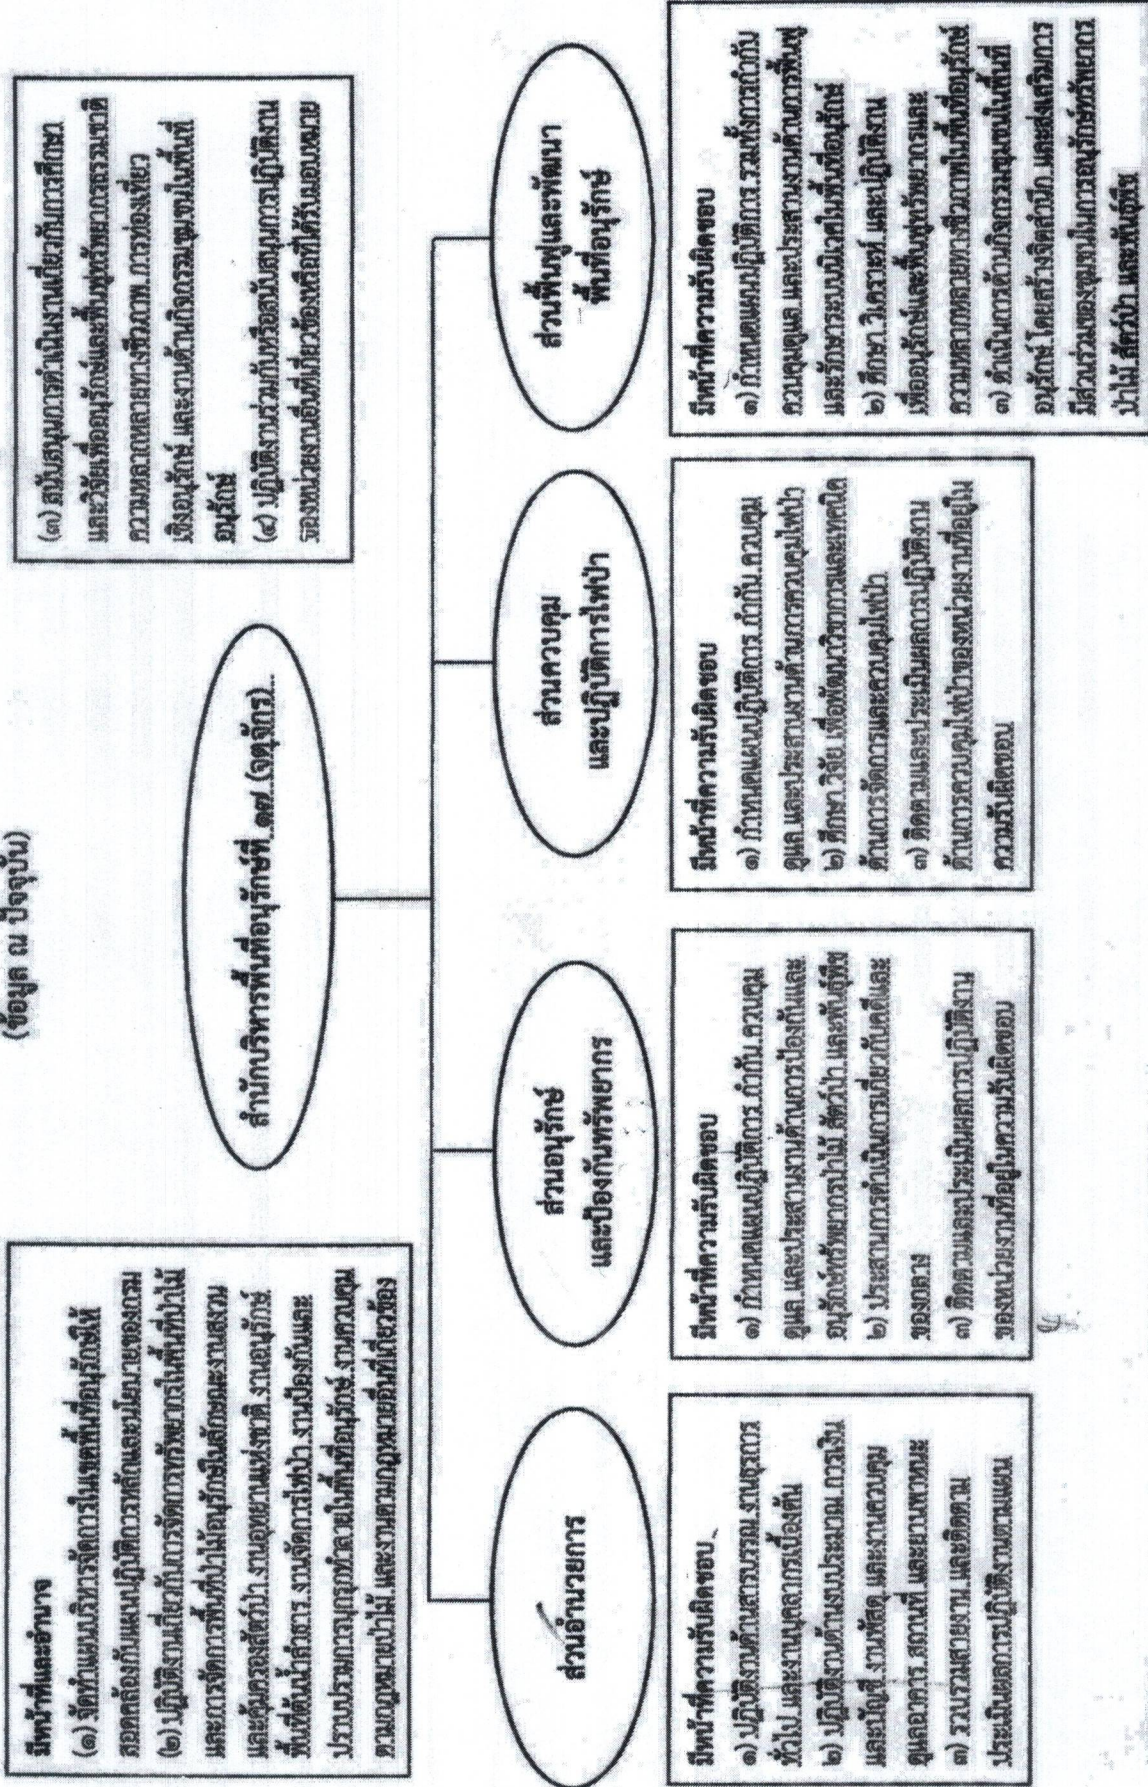 (ข้อมูล ณ ปัจจุบัน)
มีหน้าที่และอำนาจ
(๑) จัดทำแผนบริหารจัดการในเขตพื้นที่อนุรักษ์ให้
สอดคล้องกับแผนปฏิบัติการหลักและนโยบายของกรม
(๒) ปฏิบัติงานเกี่ยวกับการจัดการทรัพยากรในพื้นที่ป่าไม้
และการจัดการพื้นที่ป่าไม้อนุรักษ์ในลักษณะงานสงวน
และคุ้มครองสัตว์ป่า งานอุทยานแห่งชาติ งานอนุรักษ์
พื้นที่ต้นน้ำลำธาร งานจัดการไฟป่า งานป้องกันและ
ปราบปรามการบุกรุกทำลายในพื้นที่อนุรักษ์ งานควบคุม
ตามกฎหมายป่าไม้ และงานตามกฎหมายอื่นที่เกี่ยวข้อง
สำนักบริหารพื้นที่อนุรักษ์ที่ ๑๗ (จตุจักร)
(๓) สนับสนุนการดำเนินงานเกี่ยวกับการศึกษา
และวิจัยเพื่ออนุรักษ์และฟื้นฟูทรัพยากรธรรมชาติ
ความหลากหลายทางชีวภาพ การท่องเที่ยว
เชิงอนุรักษ์ และงานด้านกิจกรรมชุมชนในพื้นที่
อนุรักษ์
(๔) ปฏิบัติงานร่วมกับหรือสนับสนุนการปฏิบัติงาน
ของหน่วยงานอื่นที่เกี่ยวข้องหรือที่ได้รับมอบหมาย
ส่วนอำนวยการ
มีหน้าที่ความรับผิดชอบ
๑) ปฏิบัติงานด้านสารบรรณ งานธุรการ
ทั่วไป และงานบุคลากรเบื้องต้น
๒) ปฏิบัติงานด้านงบประมาณ การเงิน
และบัญชี งานพัสดุ และงานควบคุม
ดูแลอาคาร สถานที่ และยานพาหนะ
๓) รวบรวมรายงาน และติดตาม
ประเมินผลการปฏิบัติงานตามแผน
ส่วนอนุรักษ์
และป้องกันทรัพยากร
มีหน้าที่ความรับผิดชอบ
๑) กำหนดแผนปฏิบัติการ กำกับ ควบคุม
ดูแล และประสานงานด้านการป้องกันและ
อนุรักษ์ทรัพยากรป่าไม้ สัตว์ป่า และพันธุ์พืช
๒) ประสานการดำเนินการเกี่ยวกับคดีและ
ของกลาง
๓) ติดตามและประเมินผลการปฏิบัติงาน
ของหน่วยงานที่อยู่ในความรับผิดชอบ
ส่วนควบคุม
และปฏิบัติการไฟป่า
มีหน้าที่ความรับผิดชอบ
๑) กำหนดแผนปฏิบัติการ กำกับ ควบคุม
ดูแล และประสานงานด้านการควบคุมไฟป่า
๒) ศึกษา วิจัย เพื่อพัฒนาวิชาการและเทคนิค
ด้านการจัดการและควบคุมไฟป่า
๓) ติดตามและประเมินผลการปฏิบัติงาน
ด้านการควบคุมไฟป่าของหน่วยงานที่อยู่ใน
ความรับผิดชอบ
ส่วนฟื้นฟูและพัฒนา
พื้นที่อนุรักษ์
มีหน้าที่ความรับผิดชอบ
๑) กำหนดแผนปฏิบัติการ รวมทั้งการกำกับ
ควบคุมดูแล และประสานงานด้านการฟื้นฟู
และรักษาระบบนิเวศในพื้นที่อนุรักษ์
๒) ศึกษา วิเคราะห์ และปฏิบัติงาน
เพื่ออนุรักษ์และฟื้นฟูทรัพยากรและ
ความหลากหลายทางชีวภาพในพื้นที่อนุรักษ์
๓) ดำเนินการด้านกิจกรรมชุมชนในพื้นที่
อนุรักษ์ โดยสร้างจิตสำนึก และส่งเสริมการ
มีส่วนร่วมของชุมชนในการอนุรักษ์ทรัพยากร
ป่าไม้ สัตว์ป่า และพันธุ์พืช